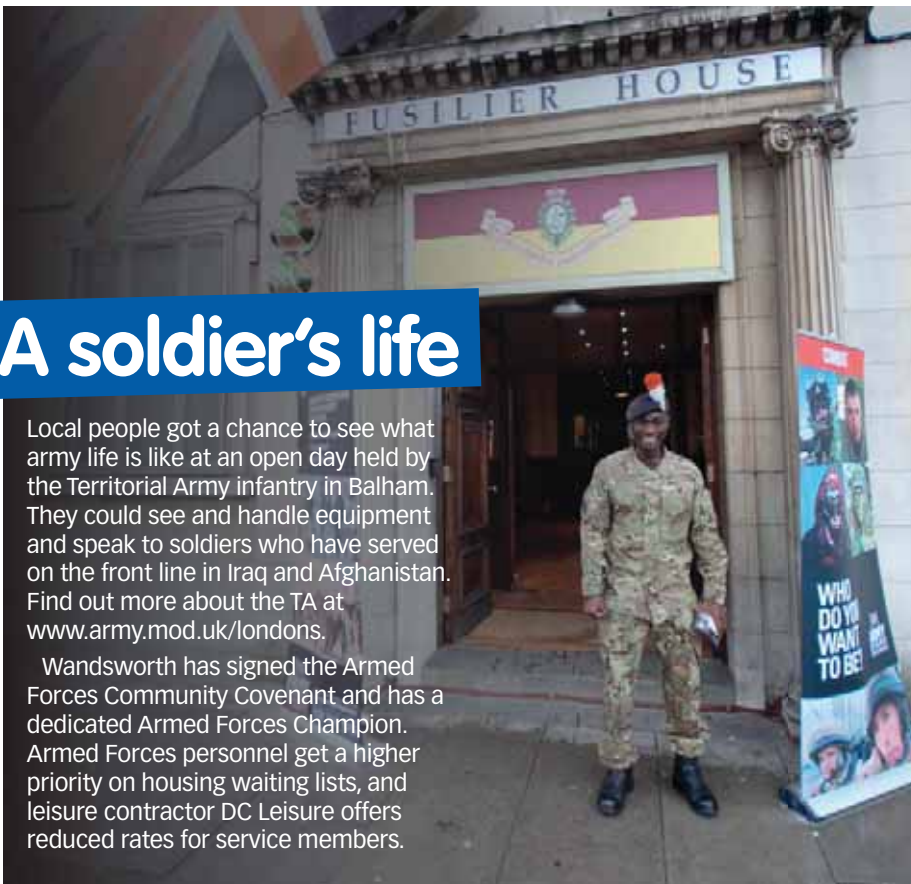 FUSILIER HOUSE
A soldier's life
Local people got a chance to see what
army life is like at an open day held by
the Territorial Army infantry in Balham.
They could see and handle equipment
and speak to soldiers who have served
on the front line in Iraq and Afghanistan.
Find out more about the TA at
www.army.mod.uk/londons.
Wandsworth has signed the Armed
Forces Community Covenant and has a
dedicated Armed Forces Champion.
Armed Forces personnel get a higher
priority on housing waiting lists, and
leisure contractor DC Leisure offers
reduced rates for service members.
WHO
DO YOU
WANT
TO BE?